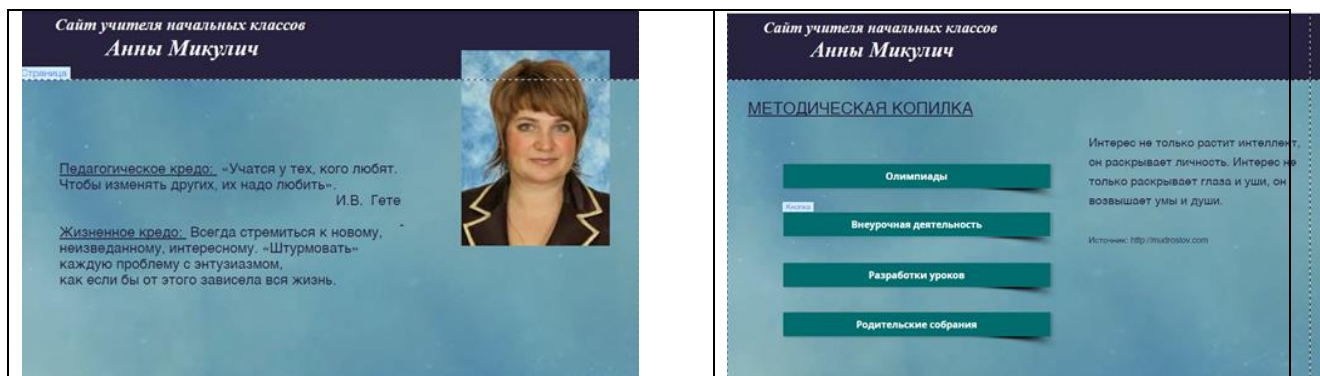 Сайт учителя начальных классов
Анны Микулич
Страница
Педагогическое кредо: «Учатся у тех, кого любят.
Чтобы изменять других, их надо любить».
И.В. Гете
Жизненное кредо: Всегда стремиться к новому,
неизведанному, интересному. «Штурмовать»
каждую проблему с энтузиазмом,
как если бы от этого зависела вся жизнь.
Сайт учителя начальных классов
Анны Микулич
МЕТОДИЧЕСКАЯ КОПИЛКА
Олимпиады
Кнопка
Внеурочная деятельность
Разработки уроков
Родительские собрания
Интерес не только растит интеллект,
он раскрывает личность. Интерес не
только раскрывает глаза и уши, он
возвышает умы и души.
Источник: http://mudroslov.com